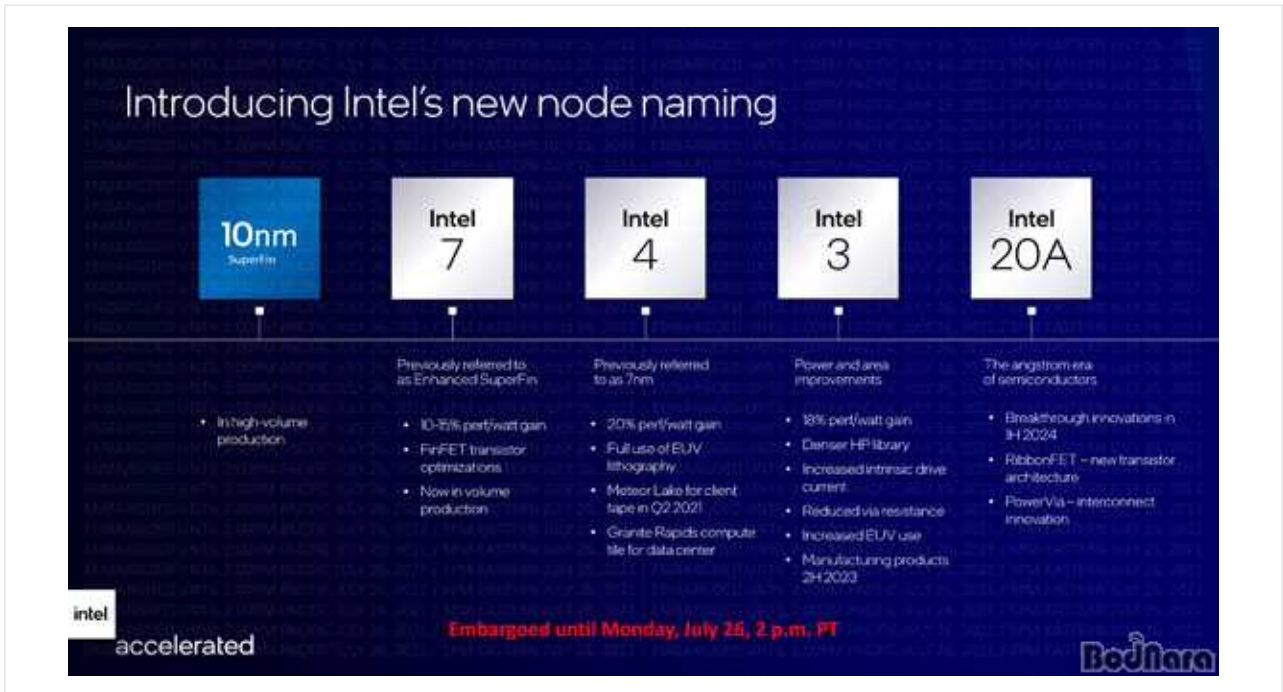 Introducing Intel's new node naming
10nm
SuperFin
Intel
7
Intel
4
Intel
3
Intel
20A
Previously referred to
as Enhanced SuperFin
Previously referred
to as 7nm
Power and area
improvements
The angstrom era
of semiconductors
• In high-volume
production
• 10-15% perf/watt gain
• FinFET transistor
optimizations
• Now in volume
production
• 20% perf/watt gain
• Full use of EUV
lithography
• Meteor Lake for client
tape in Q2 2021
• Granite Rapids compute
tile for data center
• 18% perf/watt gain
• Denser HP library
• Increased intrinsic drive
current
• Reduced via resistance
• Increased EUV use
• Manufacturing products
2H 2023
• Breakthrough innovations in
1H 2024
• RibbonFET – new transistor
architecture
• PowerVia – interconnect
innovation
intel
accelerated
Embargoed until Monday, July 26, 2 p.m. PT
BodNara